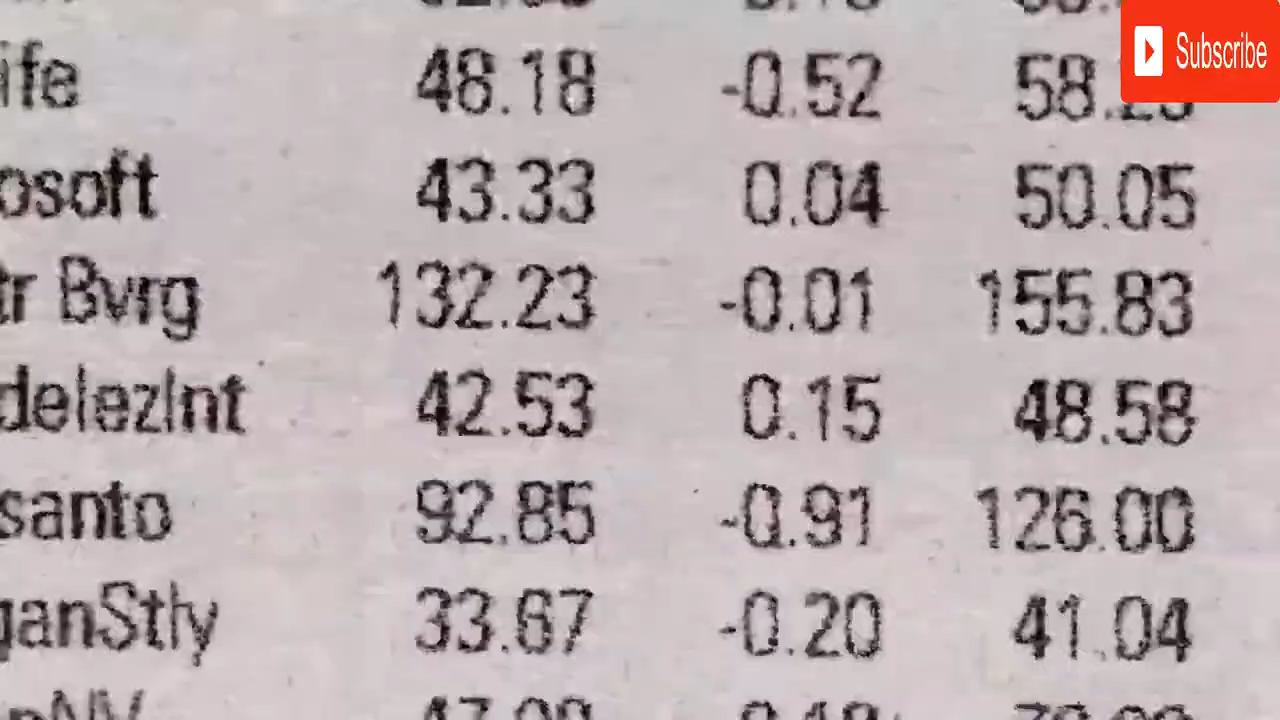 Subscribe
ife 48.18 -0.52 58.
osoft 43.33 0.04 50.05
tr Bvrg 132.23 -0.01 155.83
delezInt 42.53 0.15 48.58
santo 92.85 -0.91 126.00
ganStly 33.67 -0.20 41.04